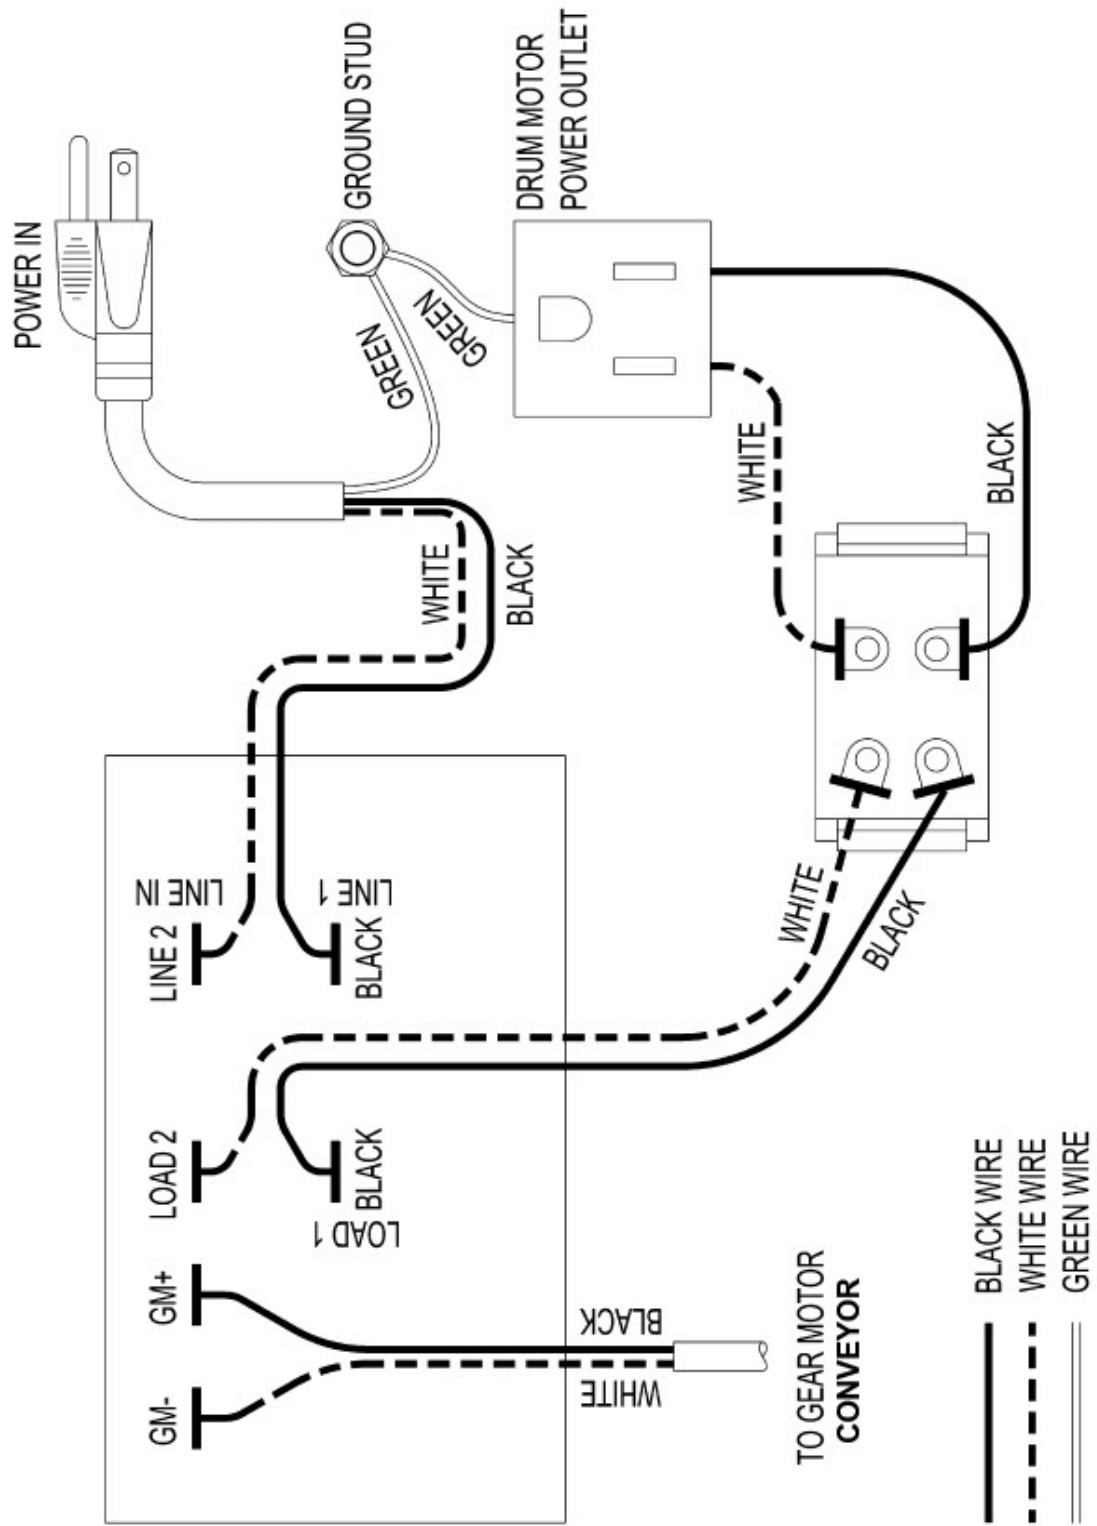 POWER IN
GROUND STUD
GREEN
GREEN
DRUM MOTOR
POWER OUTLET
WHITE
BLACK
WHITE
BLACK
LINE IN
LINE 2
LINE 1
BLACK
WHITE
BLACK
LOAD 2
BLACK
LOAD 1
GM+
GM-
BLACK
WHITE
TO GEAR MOTOR
CONVEYOR
BLACK WIRE
WHITE WIRE
GREEN WIRE